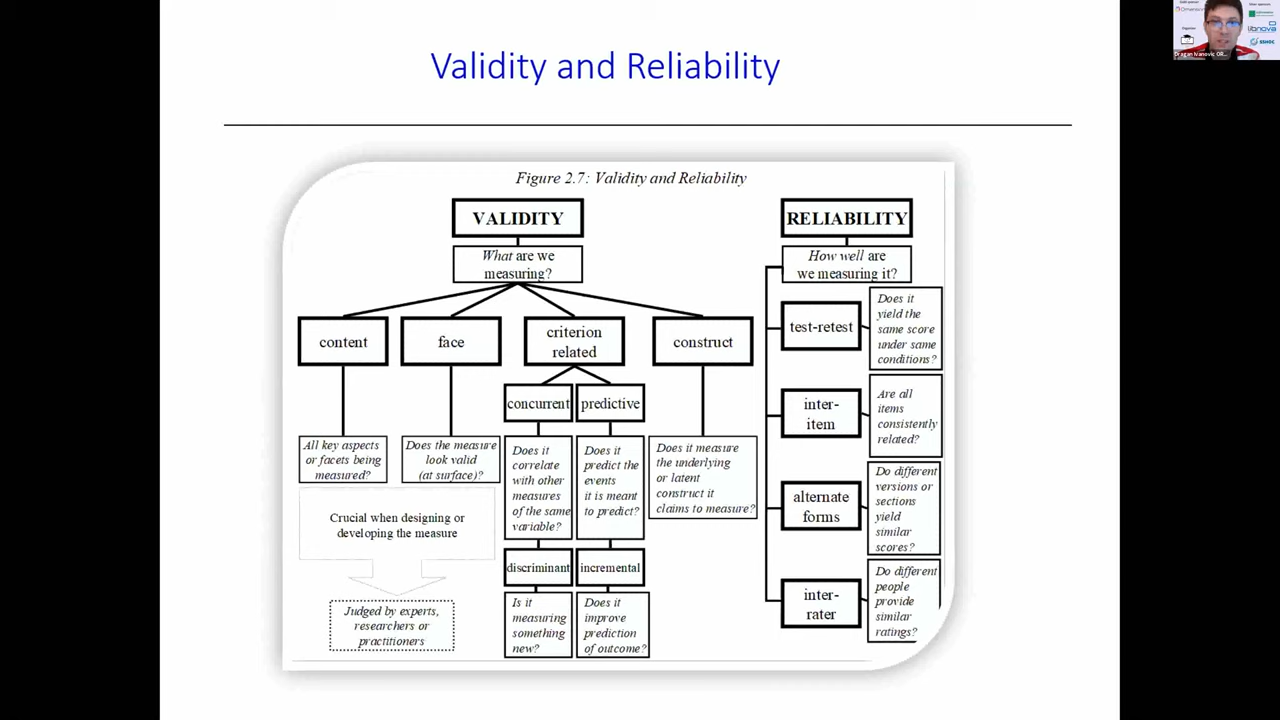 Validity and Reliability
Figure 2.7: Validity and Reliability
VALIDITY
What are we
measuring?
content
face
criterion
related
construct
concurrent
predictive
All key aspects
or facets being
measured?
Does the measure
look valid
(at surface)?
Does it
correlate
with other
measures
of the same
variable?
Does it
predict the
events
it is meant
to predict?
Does it measure
the underlying
or latent
construct it
claims to measure?
Crucial when designing or
developing the measure
Judged by experts,
researchers or
practitioners
discriminant
incremental
Is it
measuring
something
new?
Does it
improve
prediction
of outcome?
RELIABILITY
How well are
we measuring it?
test-retest
Does it
yield the
same score
under same
conditions?
inter-
item
Are all
items
consistently
related?
alternate
forms
Do different
versions or
sections
yield
similar
scores?
inter-
rater
Do different
people
provide
similar
ratings?
Dragan Ivanovic OR...
libnova